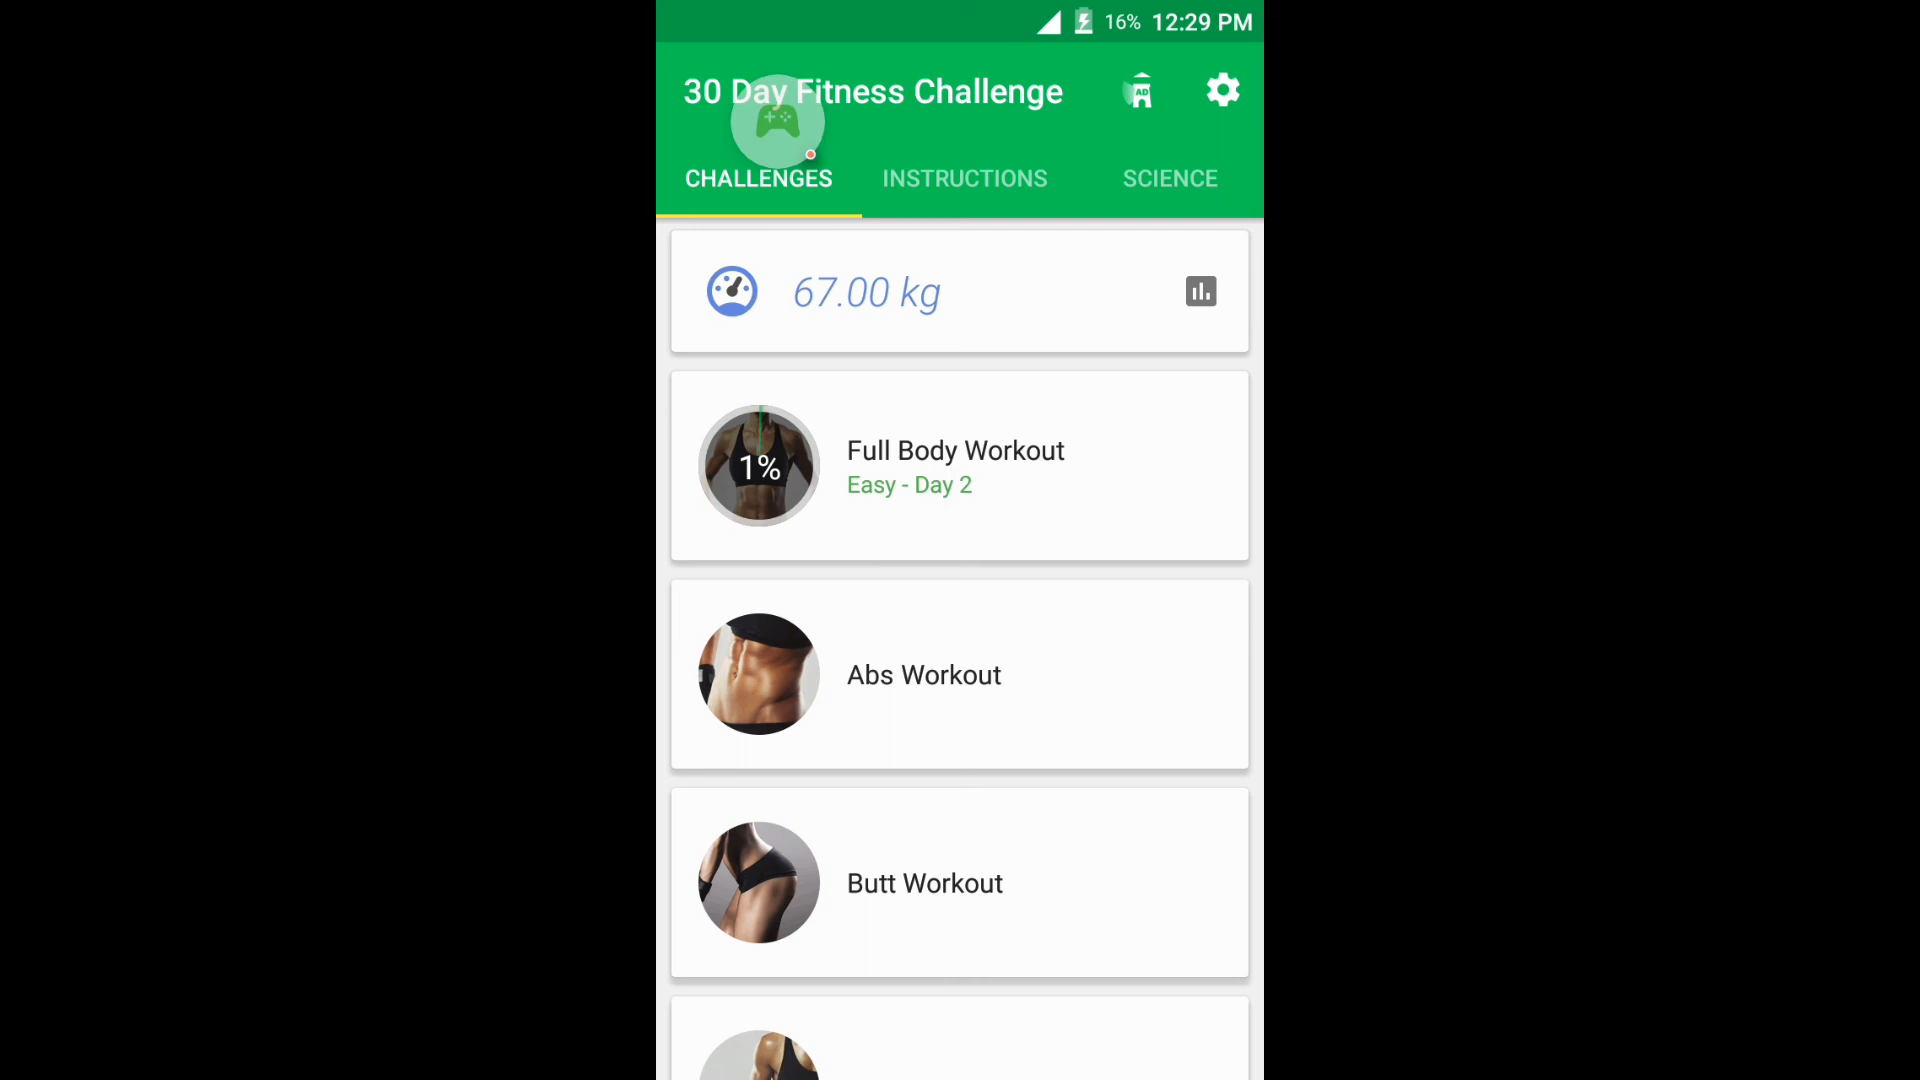 16% 12:29 PM
30 Day Fitness Challenge
AD
CHALLENGES INSTRUCTIONS SCIENCE
67.00 kg
1%
Full Body Workout
Easy - Day 2
Abs Workout
Butt Workout